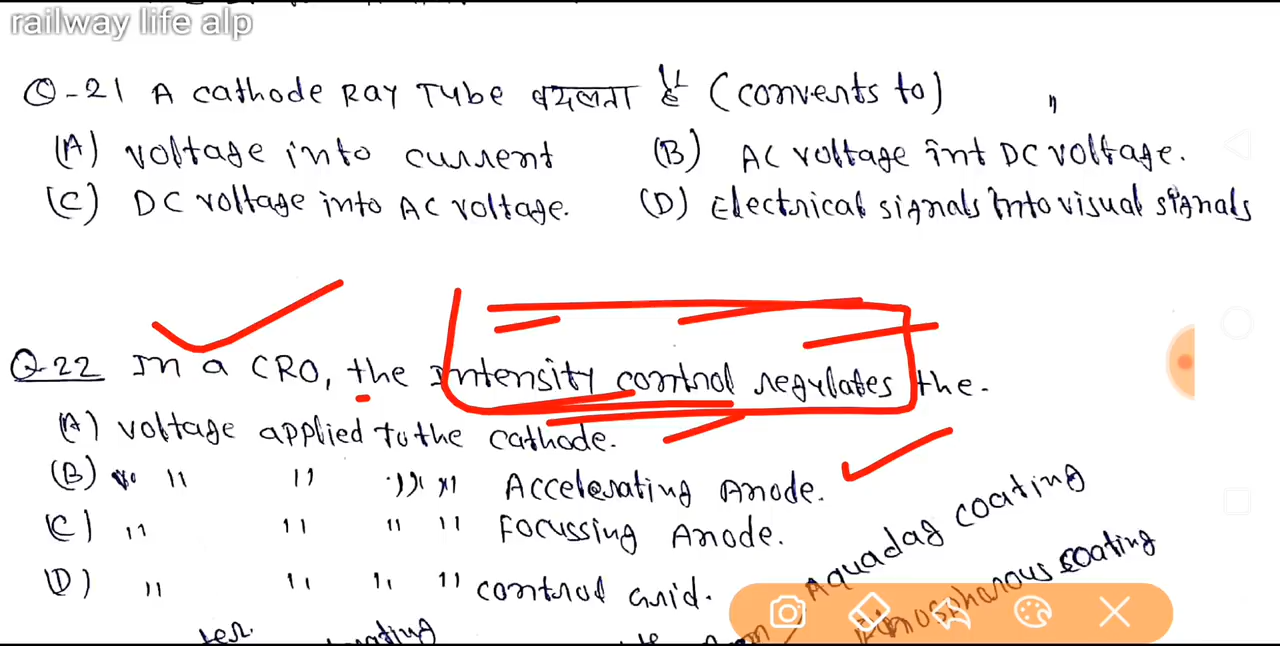 railway life alp
Q-21 A cathode Ray Tube बदलता है (converts to)
(A) voltage into current (B) AC voltage int DC voltage.
(C) DC voltage into AC voltage. (D) Electrical signals into visual signals
Q-22 In a CRO, the Intensity control regulates the-
(A) voltage applied to the cathode.
(B) " " " " Accelerating Anode.
(C) " " " " Focussing Anode.
(D) " " " " control grid.
Aquadag coating
coating